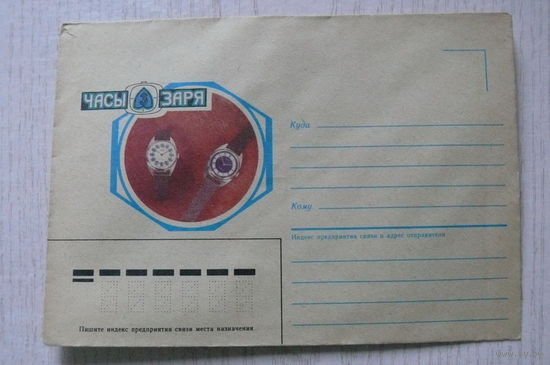 ЧАСЫ ЗАРЯ
Куда
Кому
Индекс предприятия связи и адрес отправителя
Пишите индекс предприятия связи места назначения